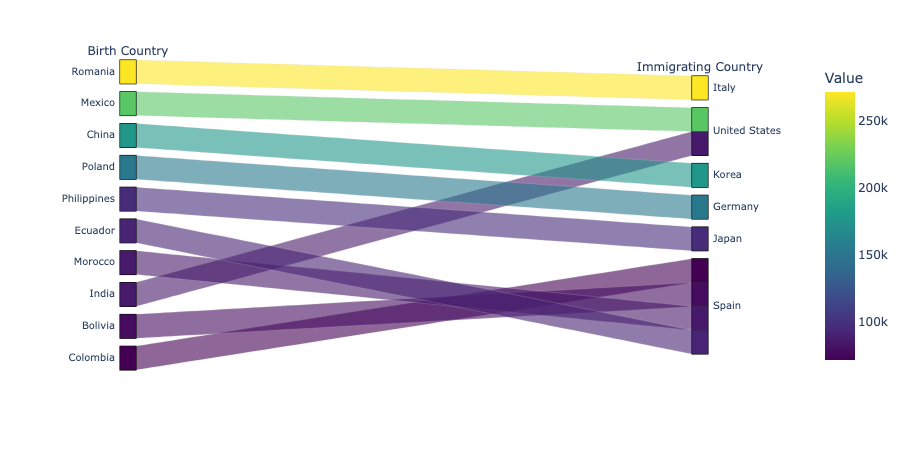 Birth Country
Romania
Mexico
China
Poland
Philippines
Ecuador
Morocco
India
Bolivia
Colombia
Immigrating Country
Italy
United States
Korea
Germany
Japan
Spain
Value
250k
200k
150k
100k